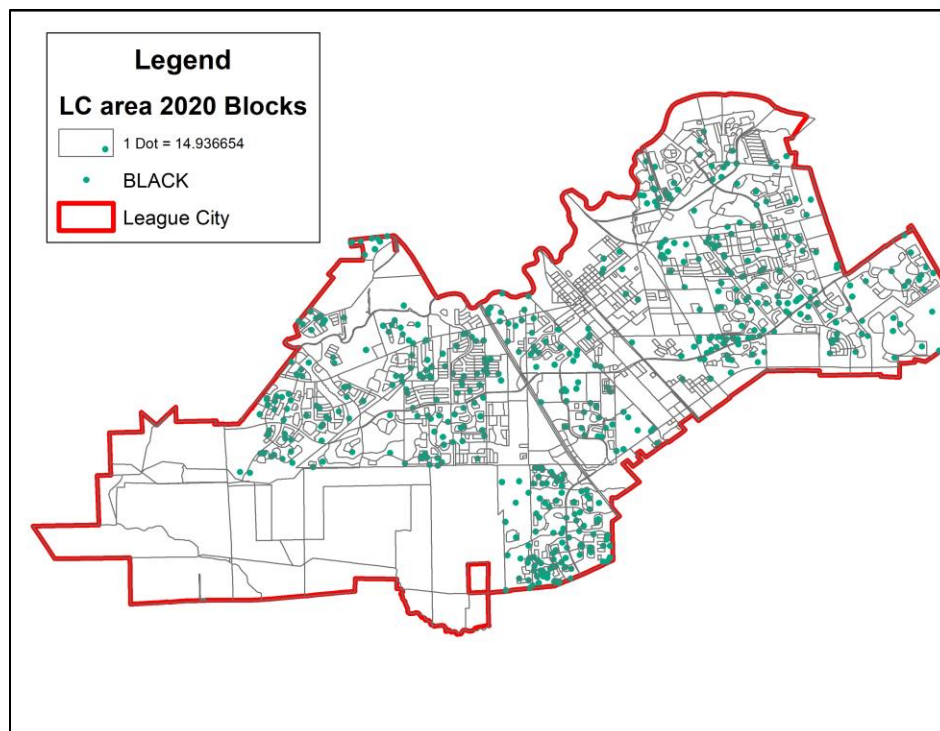 Legend
LC area 2020 Blocks
1 Dot = 14.936654
BLACK
League City